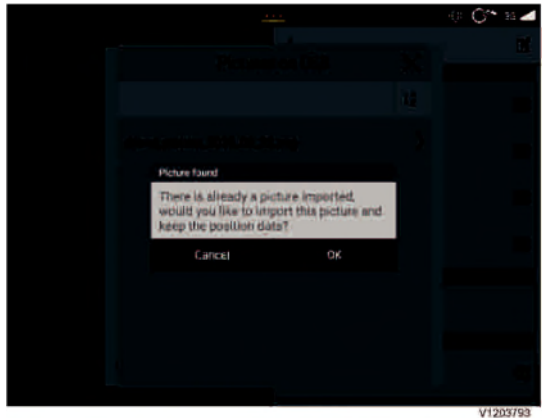 3G
Picture found
There is already a picture imported,
would you like to import this picture and
keep the position data?
Cancel
OK
V1203793